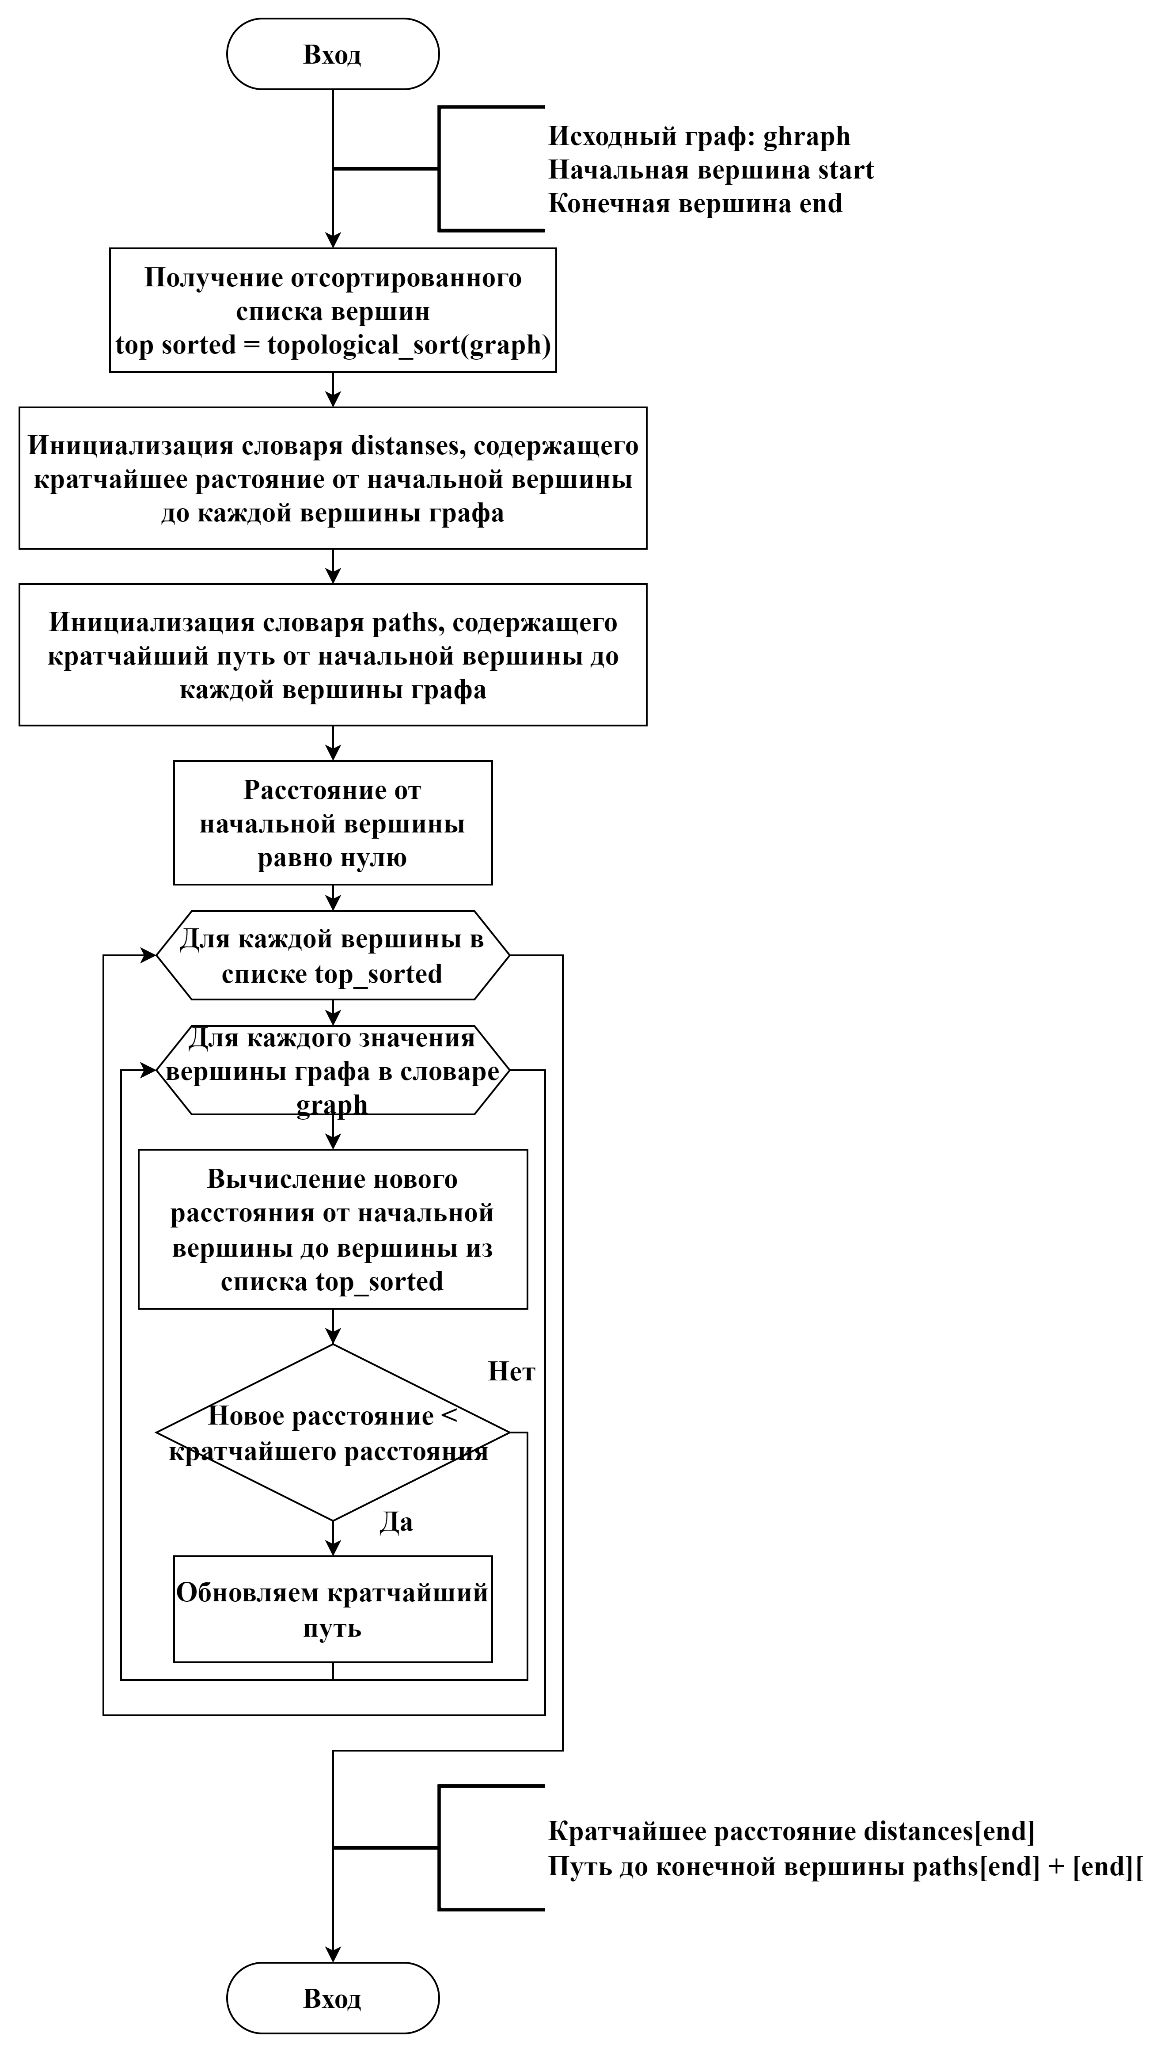 Вход
Исходный граф: ghraph
Начальная вершина start
Конечная вершина end
Получение отсортированного
списка вершин
top sorted = topological_sort(graph)
Инициализация словаря distanses, содержащего
кратчайшее растояние от начальной вершины
до каждой вершины графа
Инициализация словаря paths, содержащего
кратчайший путь от начальной вершины до
каждой вершины графа
Расстояние от
начальной вершины
равно нулю
Для каждой вершины в
списке top_sorted
Для каждого значения
вершины графа в словаре
graph
Вычисление нового
расстояния от начальной
вершины до вершины из
списка top_sorted
Нет
Новое расстояние <
кратчайшего расстояния
Да
Обновляем кратчайший
путь
Кратчайшее расстояние distances[end]
Путь до конечной вершины paths[end] + [end][
Вход